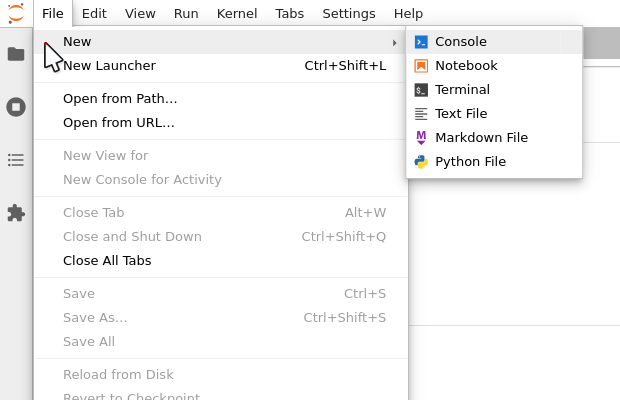 File Edit View Run Kernel Tabs Settings Help
New
New Launcher Ctrl+Shift+L
Open from Path…
Open from URL…
New View for
New Console for Activity
Close Tab Alt+W
Close and Shut Down Ctrl+Shift+Q
Close All Tabs
Save Ctrl+S
Save As… Ctrl+Shift+S
Save All
Reload from Disk
Revert to Checkpoint
Console
Notebook
Terminal
Text File
Markdown File
Python File